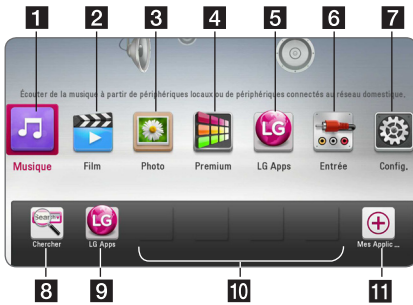 1 2 3 4 5 6 7
Écouter de la musique à partir de périphériques locaux ou de périphériques connectés au réseau domestique.
LG
Musique Film Photo Premium LG Apps Entrée Config.
Search LG
Chercher LG Apps Mes Applic ...
8 9 10 11